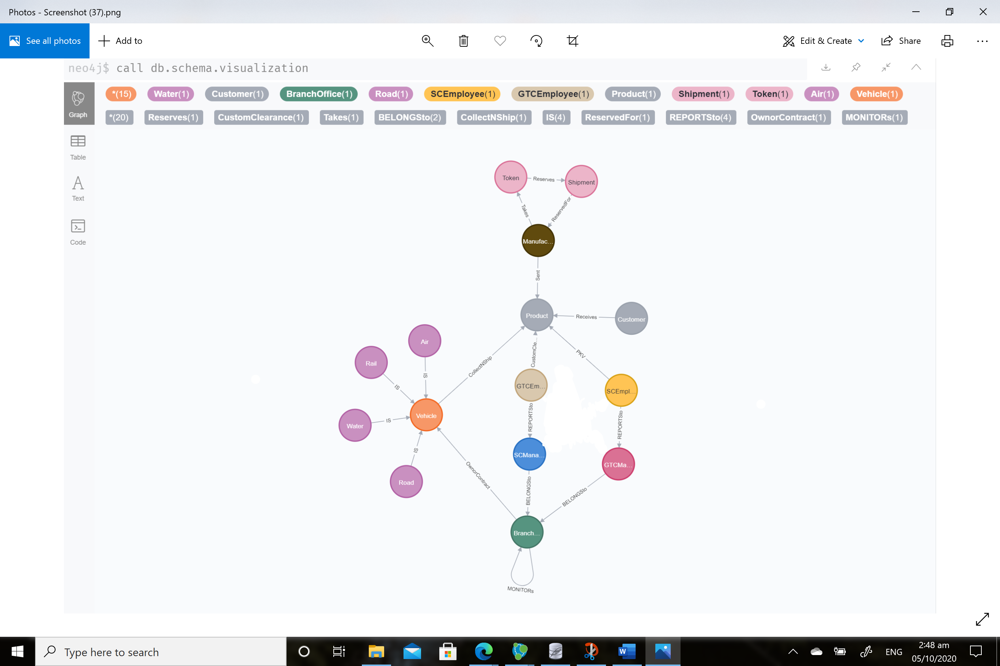 Photos - Screenshot (37).png
See all photos
Add to
Edit & Create
Share
neo4j$ call db.schema.visualization
Graph
*(15) Water(1) Customer(1) BranchOffice(1) Road(1) SCEmployee(1) GTCEmployee(1) Product(1) Shipment(1) Token(1) Air(1) Vehicle(1)
*(20) Reserves(1) CustomClearance(1) Takes(1) BELONGSto(2) CollectNShip(1) IS(4) ReservedFor(1) REPORTSto(4) OwnorContract(1) MONITORs(1)
Table
Text
Code
Token
Reserves
Shipment
Takes
ReservedFor
Manufac...
Sent
Product
Receives
Customer
Air
Rail
IS
IS
CollectNShip
CustomCle...
PKV
GTCEm...
SCEmpl...
Vehicle
Water
IS
REPORTSto
REPORTSto
IS
Road
SCMana...
GTCMa...
OwnorContract
BELONGSto
BELONGSto
Branch...
MONITORs
Type here to search
ENG
2:48 am
05/10/2020